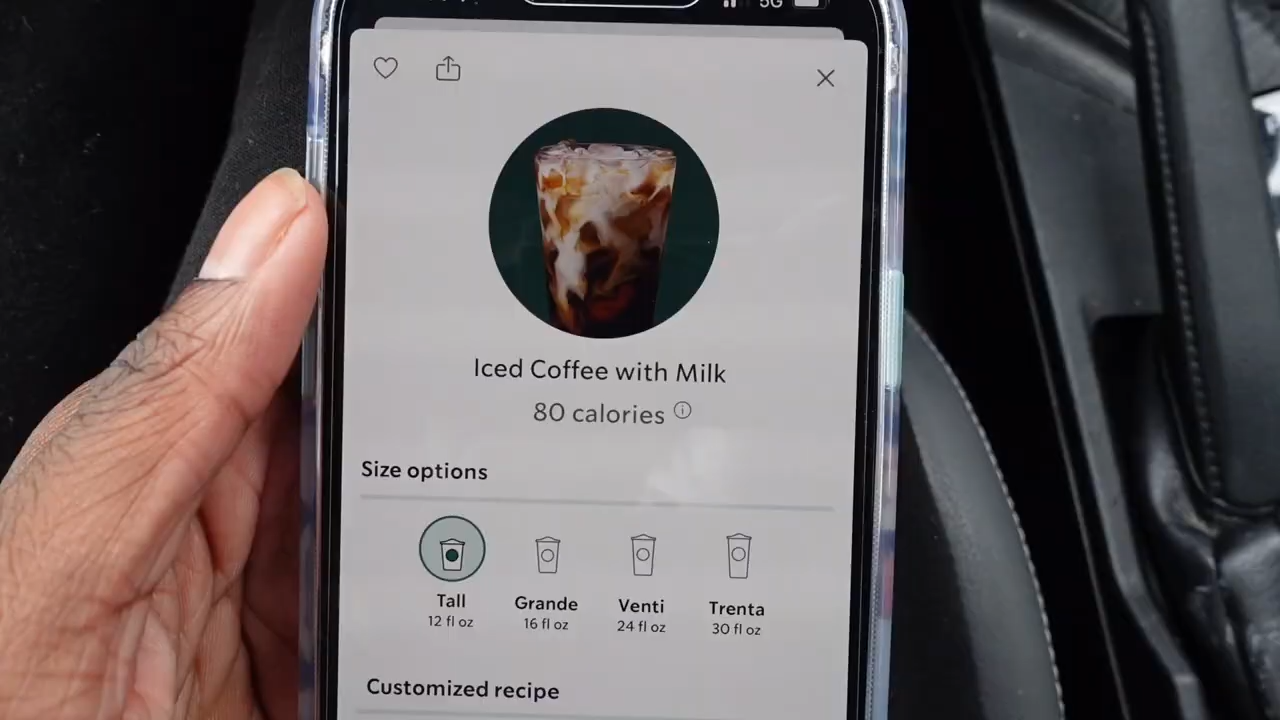 5G
Iced Coffee with Milk
80 calories
Size options
Tall
12 fl oz
Grande
16 fl oz
Venti
24 fl oz
Trenta
30 fl oz
Customized recipe